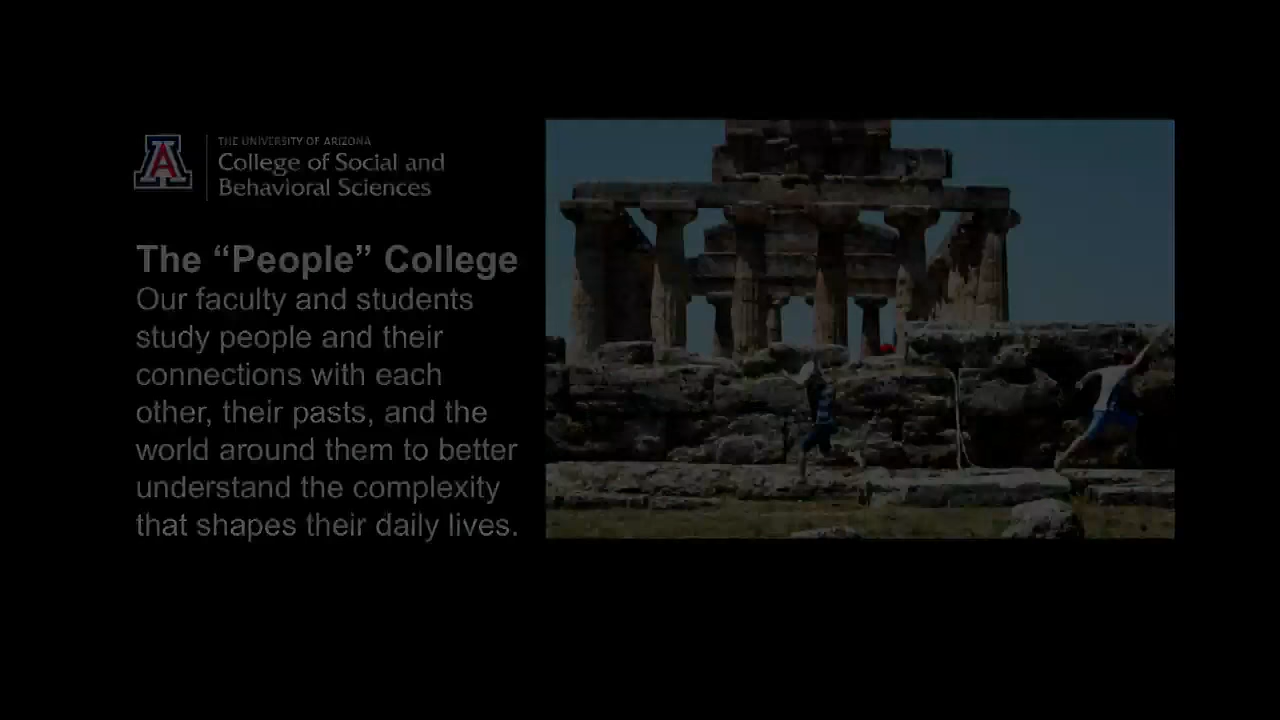 A
THE UNIVERSITY OF ARIZONA
College of Social and
Behavioral Sciences
The “People” College
Our faculty and students
study people and their
connections with each
other, their pasts, and the
world around them to better
understand the complexity
that shapes their daily lives.